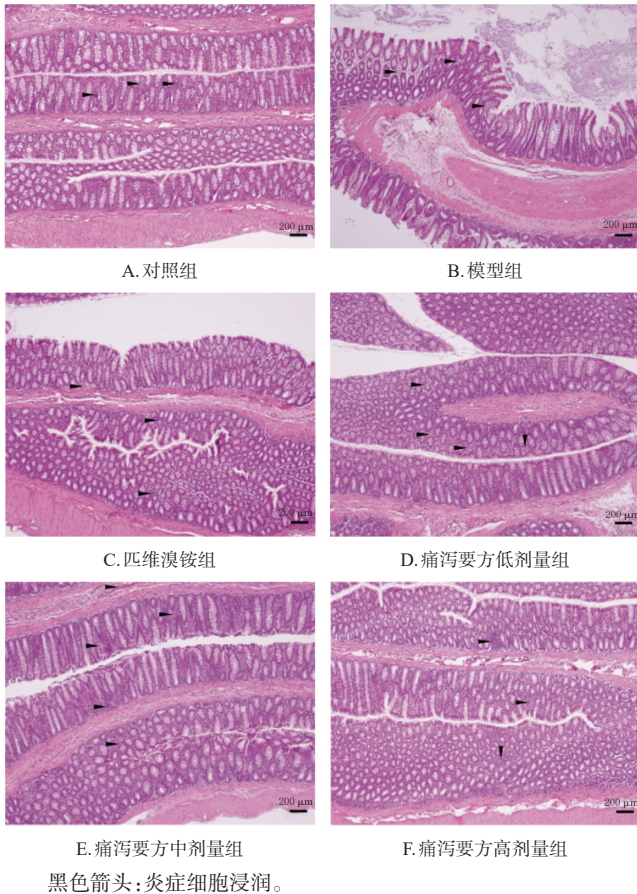 200 μm
200 μm
A.对照组
B.模型组
200 μm
200 μm
C.匹维溴铵组
D.痛泻要方低剂量组
200 μm
200 μm
E.痛泻要方中剂量组
F.痛泻要方高剂量组
黑色箭头:炎症细胞浸润。